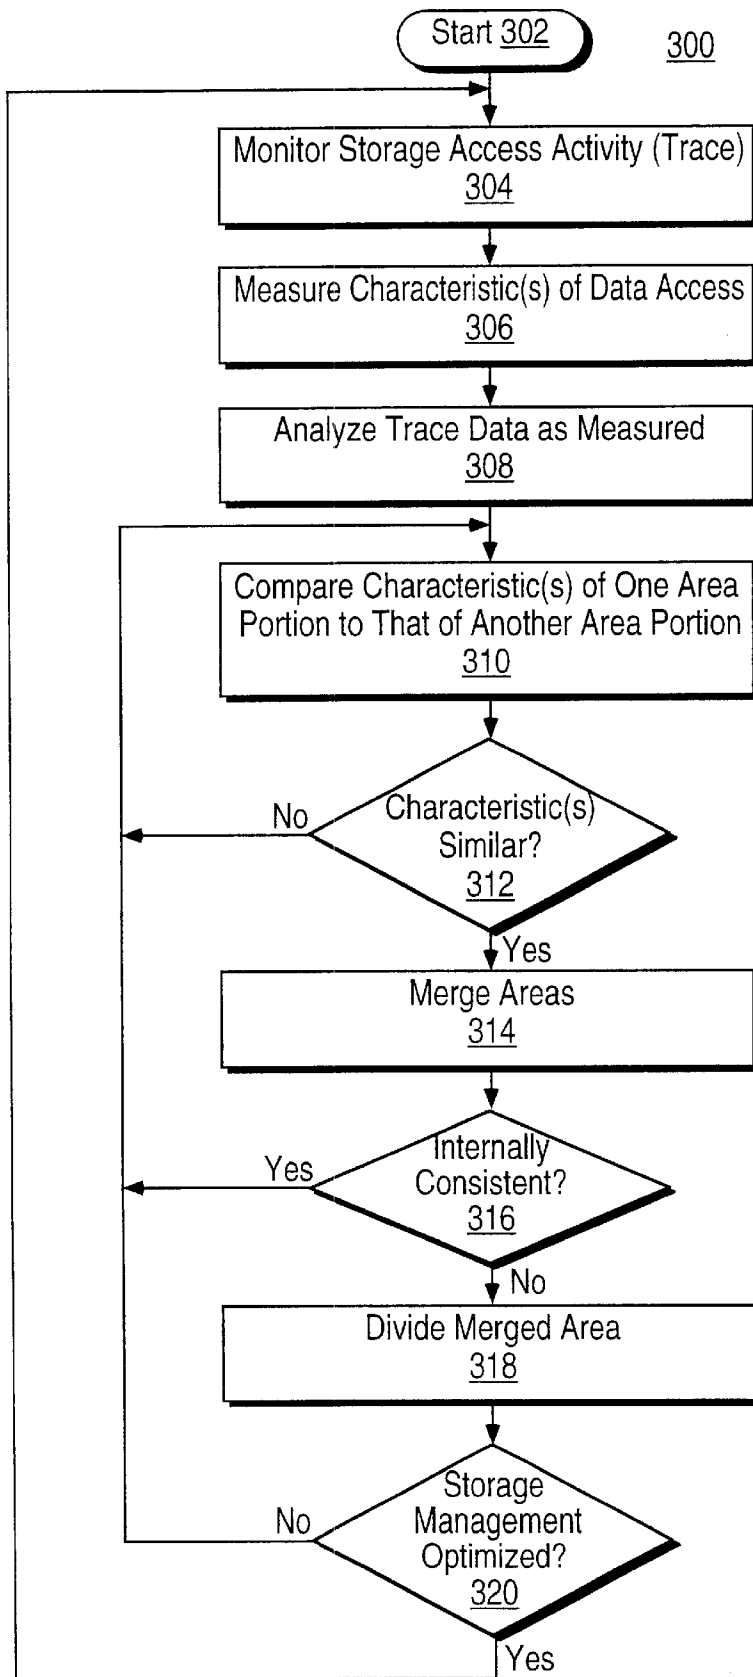 Start 302
300
Monitor Storage Access Activity (Trace)
304
Measure Characteristic(s) of Data Access
306
Analyze Trace Data as Measured
308
Compare Characteristic(s) of One Area
Portion to That of Another Area Portion
310
No
Characteristic(s)
Similar?
312
Yes
Merge Areas
314
Yes
Internally
Consistent?
316
No
Divide Merged Area
318
No
Storage
Management
Optimized?
320
Yes